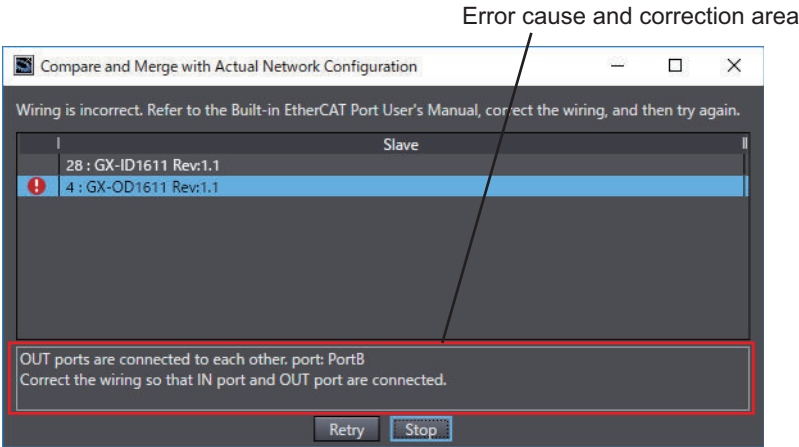 Error cause and correction area
Compare and Merge with Actual Network Configuration
Wiring is incorrect. Refer to the Built-in EtherCAT Port User's Manual, correct the wiring, and then try again.
Slave
28 : GX-ID1611 Rev:1.1
4 : GX-OD1611 Rev:1.1
OUT ports are connected to each other. port: PortB
Correct the wiring so that IN port and OUT port are connected.
Retry Stop